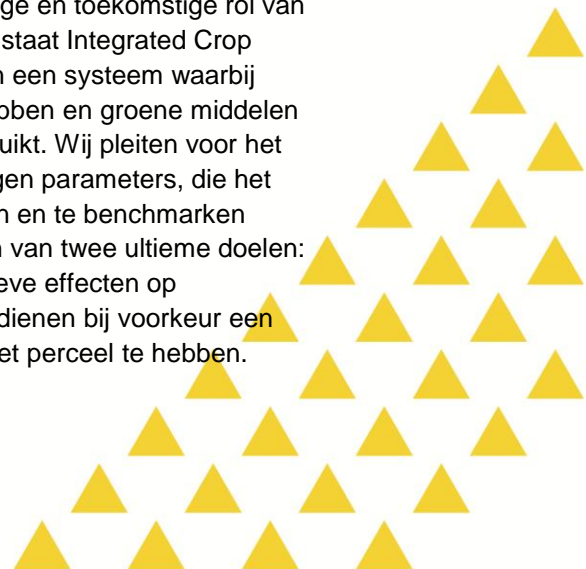 ge en toekomstige rol van
staat Integrated Crop
n een systeem waarbij
bben en groene middelen
uikt. Wij pleiten voor het
gen parameters, die het
n en te benchmarken
n van twee ultieme doelen:
eve effecten op
dienen bij voorkeur een
et perceel te hebben.